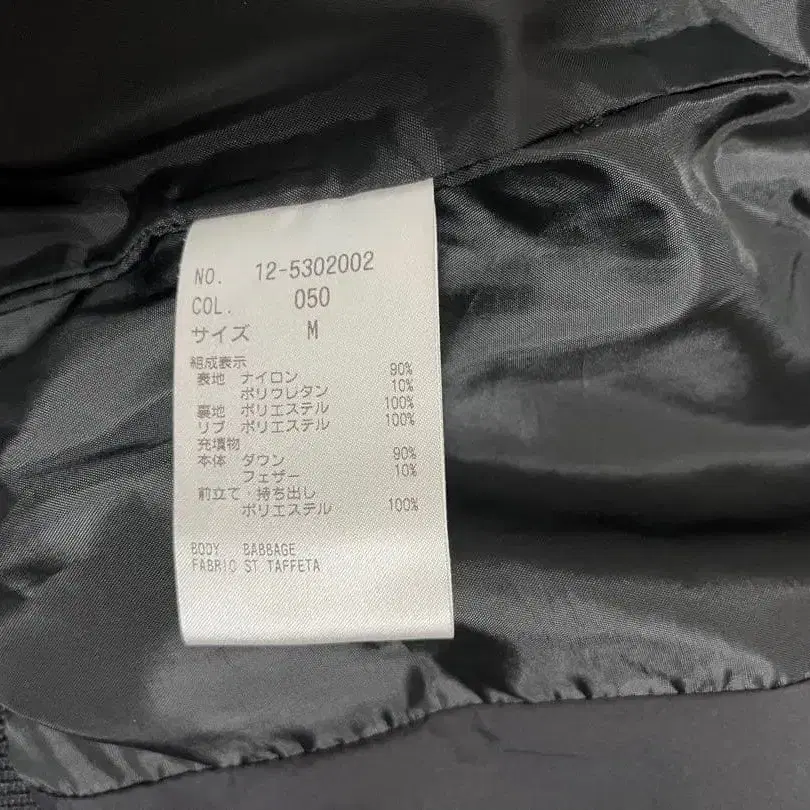 NO. 12-5302002
COL. 050
サイズ M
組成表示
表地 ナイロン 90%
ポリウレタン 10%
裏地 ポリエステル 100%
リブ ポリエステル 100%
充填物
本体 ダウン 90%
フェザー 10%
前立て・持ち出し
ポリエステル 100%
BODY BABBAGE
FABRIC ST TAFFETA